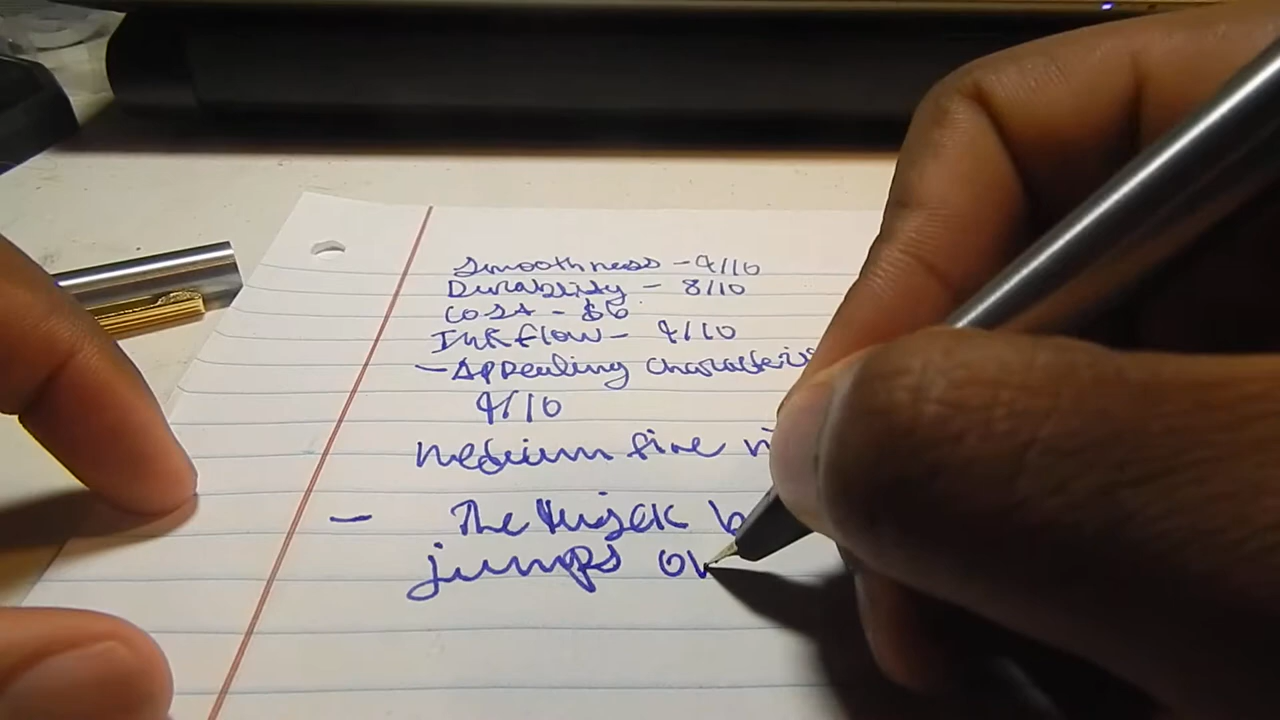 Smoothness - 9/10
Durability - 8/10
Cost - $6
Ink flow - 9/10
- Appealing Characteris
9/10
Medium fine
- The quick b
jumps ov